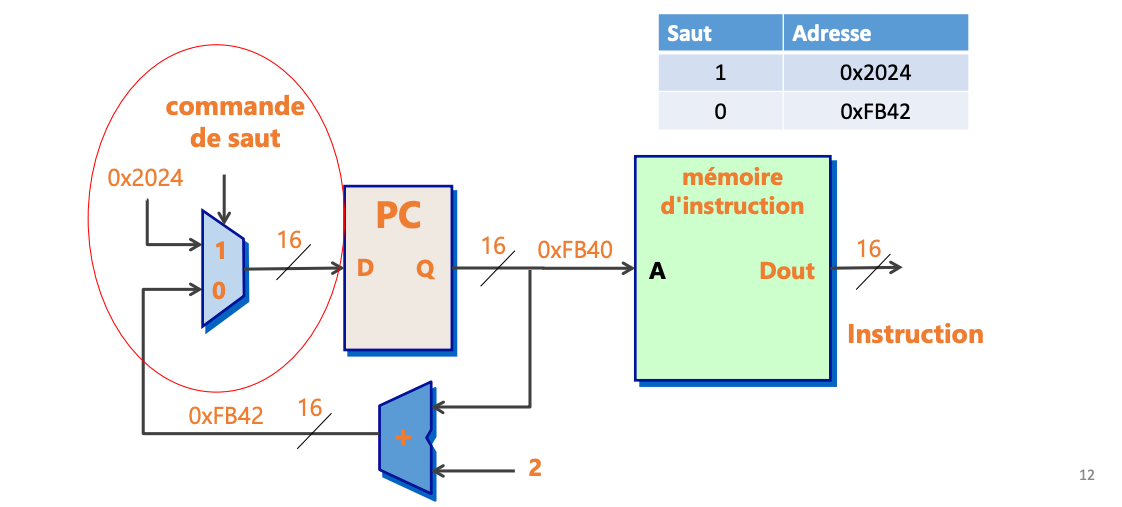 Saut Adresse
1 0x2024
0 0xFB42
commande
de saut
0x2024
1
0
16
PC
D Q
16
0xFB40
mémoire
d'instruction
A Dout
16
Instruction
0xFB42
16
+
2
12